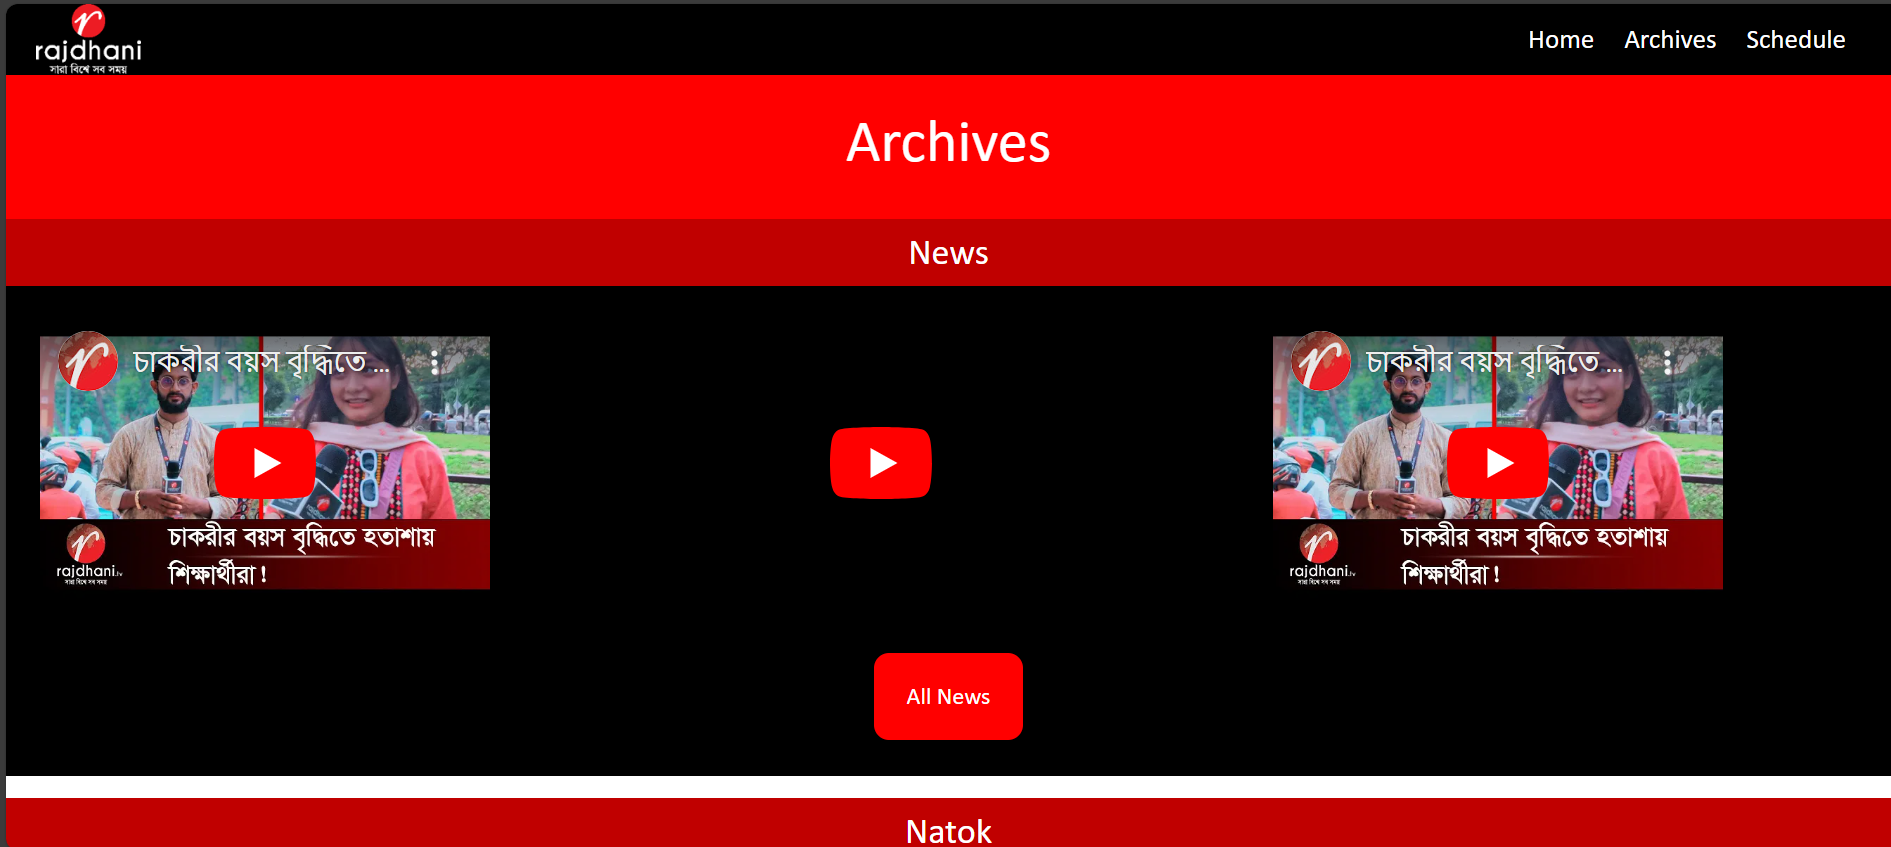 rajdhani
সারা বিশ্বে সব সময়
Home Archives Schedule
Archives
News
চাকরীর বয়স বৃদ্ধিতে ...
চাকরীর বয়স বৃদ্ধিতে হতাশায়
শিক্ষার্থীরা!
rajdhani.tv
সারা বিশ্বে সব সময়
চাকরীর বয়স বৃদ্ধিতে ...
চাকরীর বয়স বৃদ্ধিতে হতাশায়
শিক্ষার্থীরা!
rajdhani.tv
সারা বিশ্বে সব সময়
All News
Natok